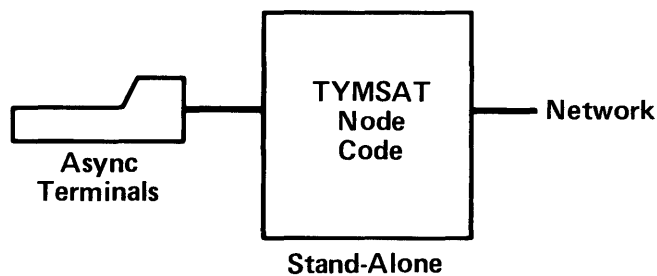 TYMSAT
Node
Code
Network
Async
Terminals
Stand-Alone